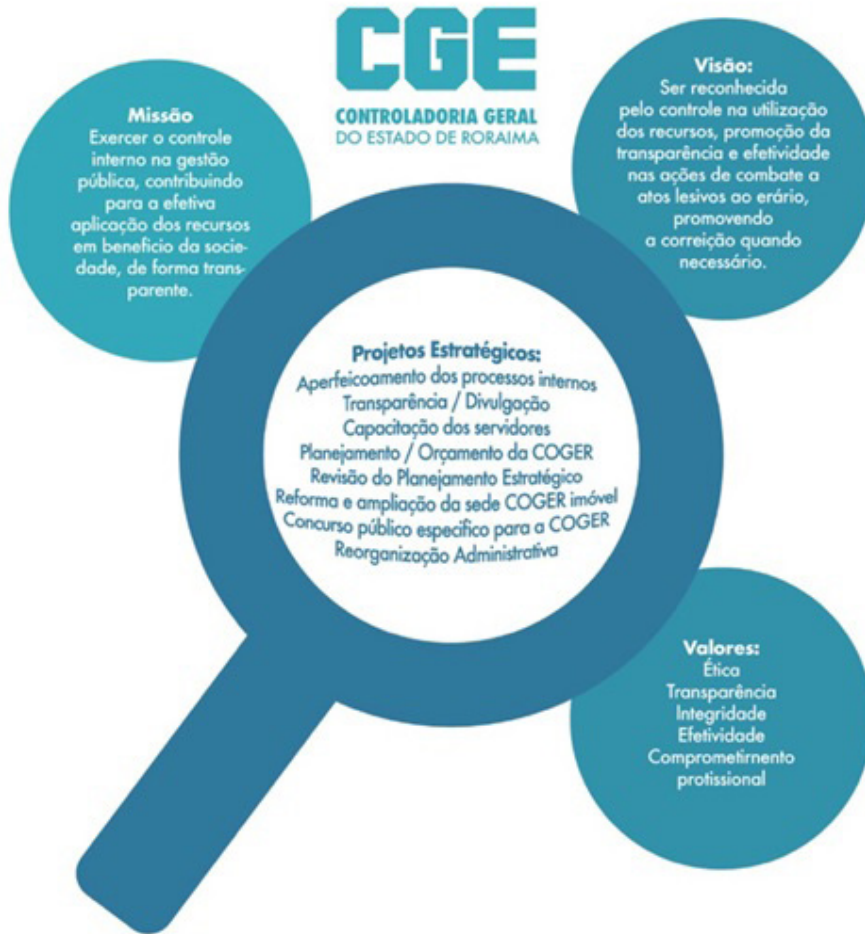 CGE
CONTROLADORIA GERAL
DO ESTADO DE RORAIMA
Missão
Exercer o controle
interno na gestão
pública, contribuindo
para a efetiva
aplicação dos recursos
em beneficio da socie-
dade, de forma trans-
parente.
Visão:
Ser reconhecida
pelo controle na utilização
dos recursos, promoção da
transparência e efetividade
nas ações de combate a
atos lesivos ao erário,
promovendo
a correição quando
necessário.
Projetos Estratégicos:
Aperfeicoamento dos processos internos
Transparência / Divulgação
Capacitação dos servidores
Planejamento / Orçamento da COGER
Revisão do Planejamento Estratégico
Reforma e ampliação da sede COGER imóvel
Concurso público especifico para a COGER
Reorganização Administrativa
Valores:
Ética
Transparência
Integridade
Efetividade
Comprometirnento
protissional